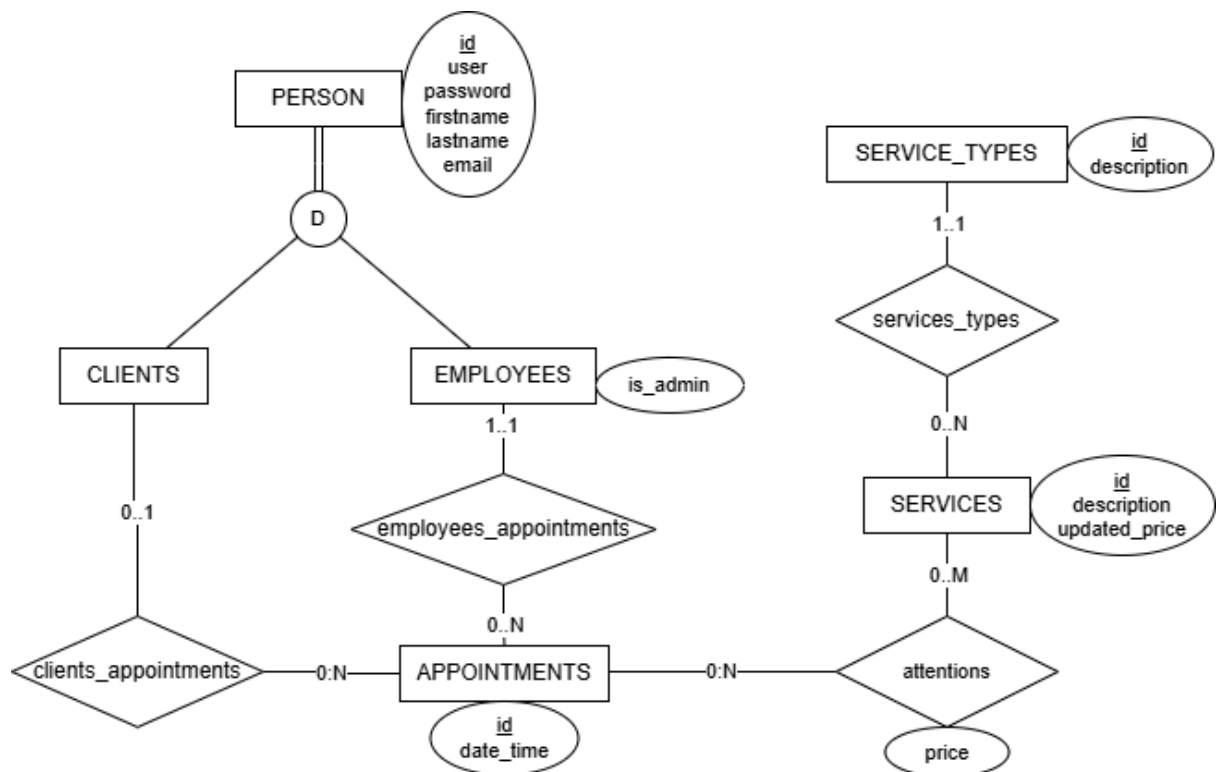 id
user
password
firstname
lastname
email
PERSON
SERVICE_TYPES
id
description
D
1..1
services_types
CLIENTS
EMPLOYEES
is_admin
1..1
0..N
0..1
employees_appointments
SERVICES
id
description
updated_price
0..M
0..N
clients_appointments
0:N
APPOINTMENTS
0:N
attentions
id
date_time
price